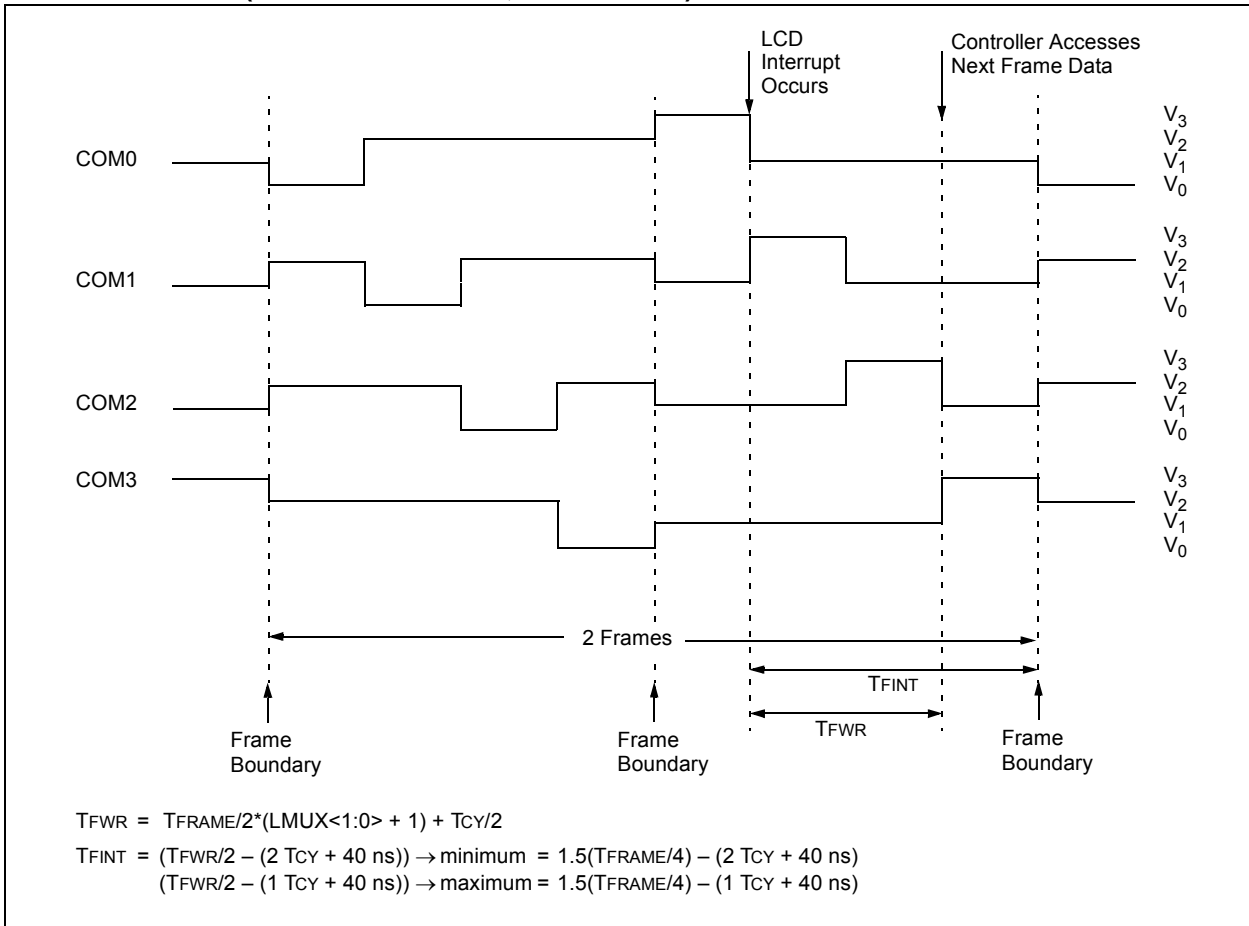 LCD
Interrupt
Occurs
Controller Accesses
Next Frame Data
COM0
V3
V2
V1
V0
COM1
V3
V2
V1
V0
COM2
V3
V2
V1
V0
COM3
V3
V2
V1
V0
2 Frames
TFINT
TFWR
Frame
Boundary
Frame
Boundary
Frame
Boundary
TFWR = TFRAME/2*(LMUX<1:0> + 1) + TCY/2
TFINT = (TFWR/2 – (2 TCY + 40 ns)) → minimum = 1.5(TFRAME/4) – (2 TCY + 40 ns)
(TFWR/2 – (1 TCY + 40 ns)) → maximum = 1.5(TFRAME/4) – (1 TCY + 40 ns)